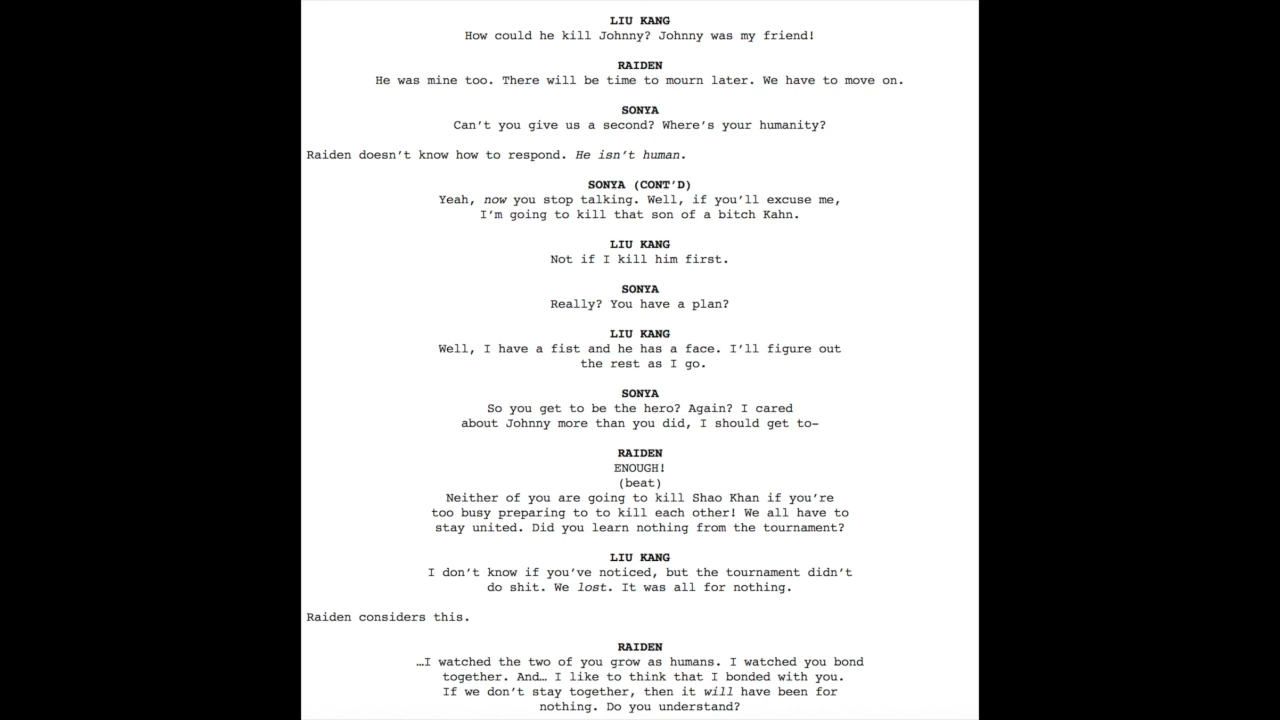 LIU KANG
How could he kill Johnny? Johnny was my friend!
RAIDEN
He was mine too. There will be time to mourn later. We have to move on.
SONYA
Can’t you give us a second? Where’s your humanity?
Raiden doesn’t know how to respond. He isn’t human.
SONYA (CONT’D)
Yeah, now you stop talking. Well, if you’ll excuse me,
I’m going to kill that son of a bitch Kahn.
LIU KANG
Not if I kill him first.
SONYA
Really? You have a plan?
LIU KANG
Well, I have a fist and he has a face. I’ll figure out
the rest as I go.
SONYA
So you get to be the hero? Again? I cared
about Johnny more than you did, I should get to–
RAIDEN
ENOUGH!
(beat)
Neither of you are going to kill Shao Khan if you’re
too busy preparing to to kill each other! We all have to
stay united. Did you learn nothing from the tournament?
LIU KANG
I don’t know if you’ve noticed, but the tournament didn’t
do shit. We lost. It was all for nothing.
Raiden considers this.
RAIDEN
…I watched the two of you grow as humans. I watched you bond
together. And… I like to think that I bonded with you.
If we don’t stay together, then it will have been for
nothing. Do you understand?